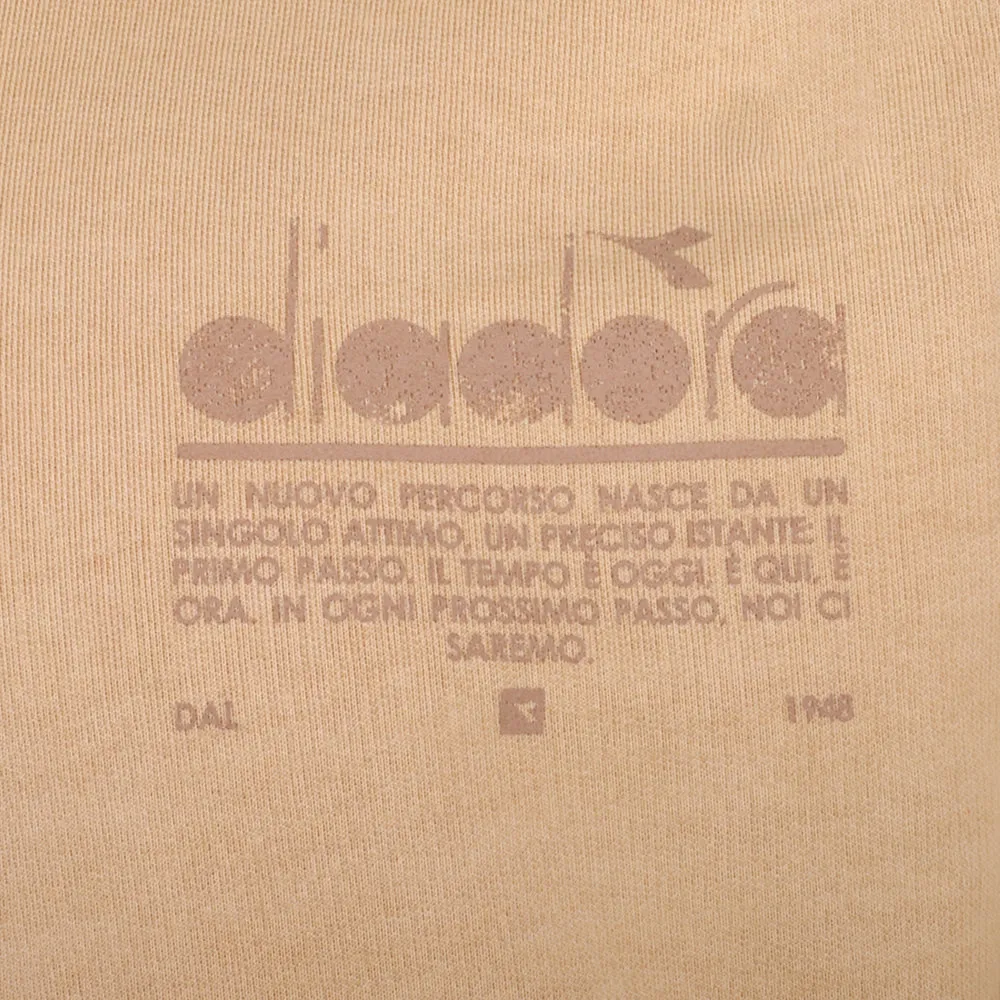 diadora
UN NUOVO PERCORSO NASCE DA UN
SINGOLO ATTIMO, UN PRECISO ISTANTE: IL
PRIMO PASSO. IL TEMPO È OGGI. È QUI, È
ORA. IN OGNI PROSSIMO PASSO, NOI CI
SAREMO.
DAL 1948